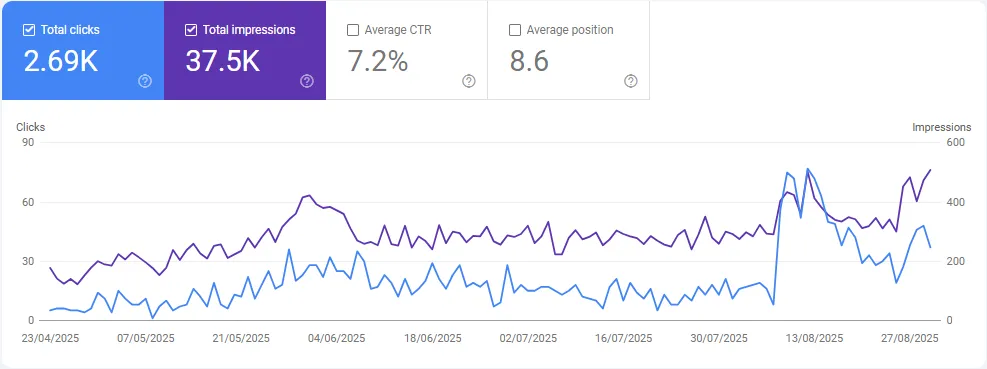 Total clicks
2.69K
Total impressions
37.5K
Average CTR
7.2%
Average position
8.6
Clicks
Impressions
90
600
60
400
30
200
0
0
23/04/2025
07/05/2025
21/05/2025
04/06/2025
18/06/2025
02/07/2025
16/07/2025
30/07/2025
13/08/2025
27/08/2025